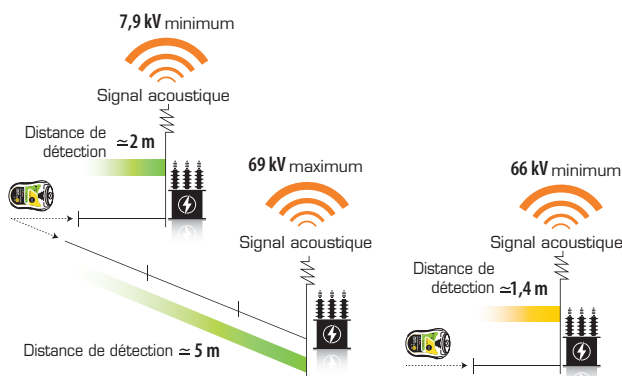 7,9 kV minimum
Signal acoustique
Distance de
détection ≃2 m
69 kV maximum
Signal acoustique
Distance de détection ≃ 5 m
66 kV minimum
Signal acoustique
Distance de
détection ≃1,4 m